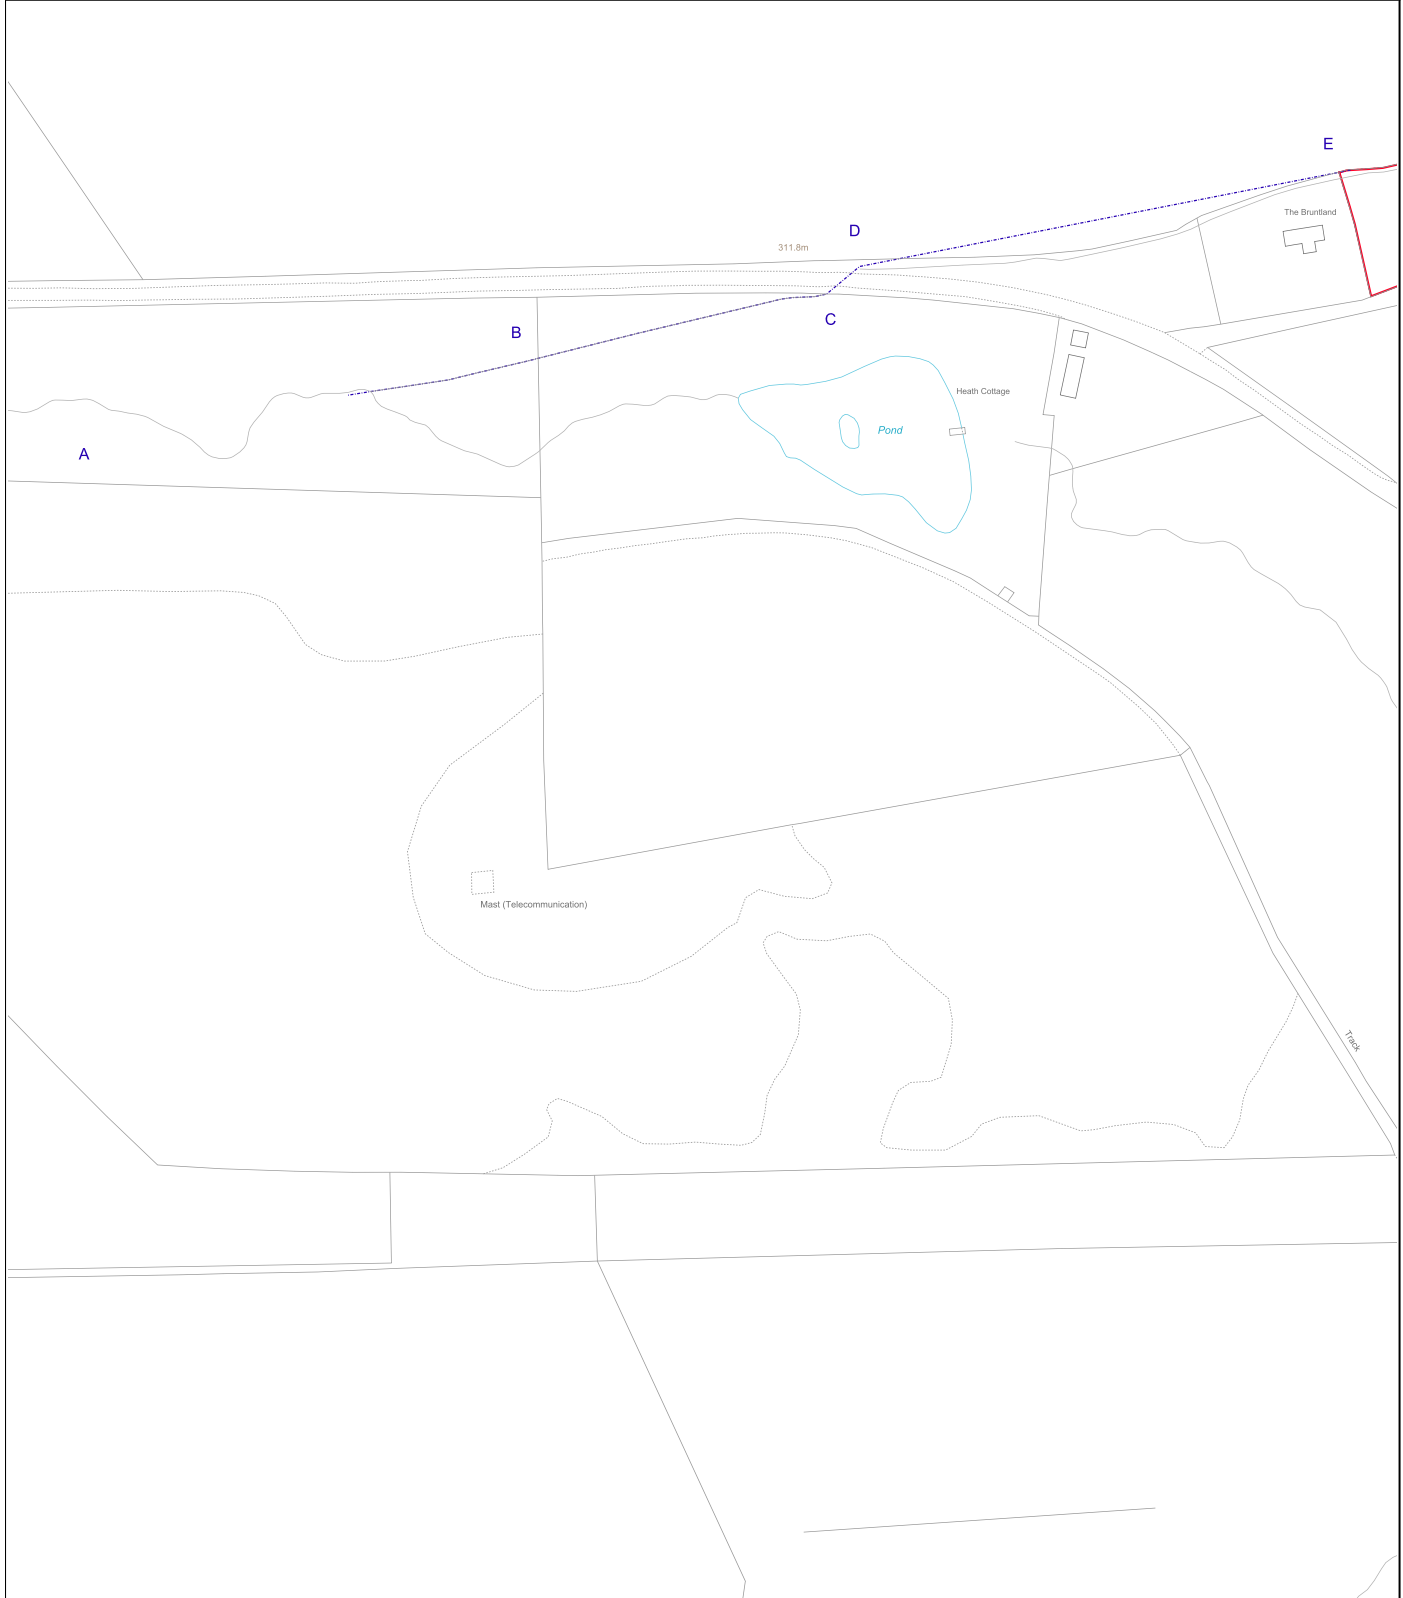 E
The Bruntland
D
311.8m
C
B
Heath Cottage
Pond
A
Mast (Telecommunication)
Track